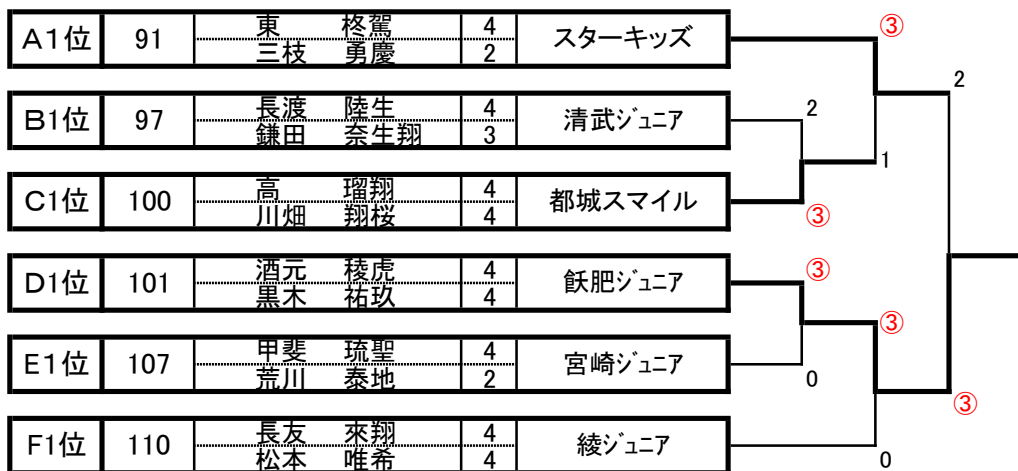 A1位 91 東 柊駕 4 スターキッズ ③
三枝 勇慶 2
2
B1位 97 長渡 陸生 4 清武ジュニア 2
鎌田 奈生翔 3
1
C1位 100 高 瑠翔 4 都城スマイル
川畑 翔桜 4 ③
D1位 101 酒元 稜虎 4 飫肥ジュニア ③
黒木 祐玖 4
③
E1位 107 甲斐 琉聖 4 宮崎ジュニア
荒川 泰地 2 0
③
F1位 110 長友 來翔 4 綾ジュニア
松本 唯希 4 0